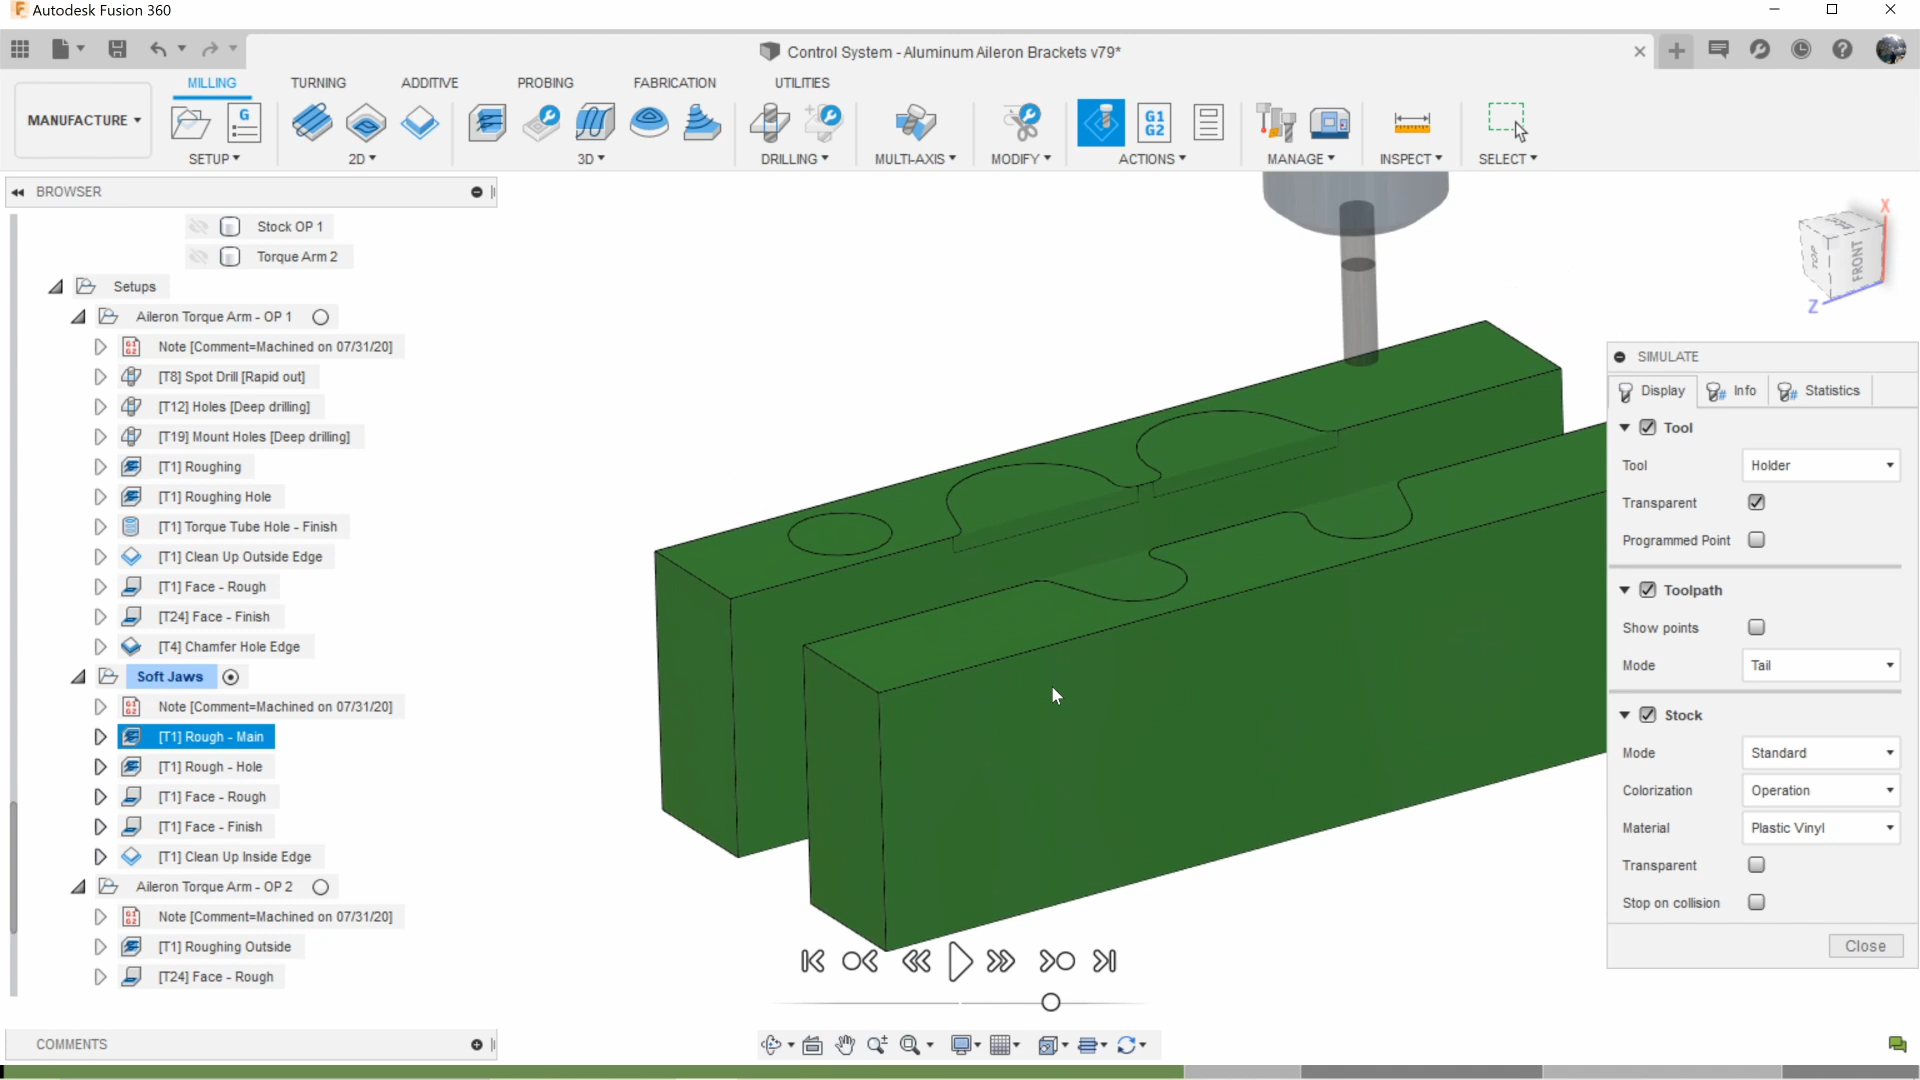 Autodesk Fusion 360
Control System - Aluminum Aileron Brackets v79*
MILLING TURNING ADDITIVE PROBING FABRICATION UTILITIES
MANUFACTURE
G
G1
G2
SETUP 2D 3D DRILLING MULTI-AXIS MODIFY ACTIONS MANAGE INSPECT SELECT
BROWSER
Stock OP 1
Torque Arm 2
Setups
Aileron Torque Arm - OP 1
Note [Comment=Machined on 07/31/20]
[T8] Spot Drill [Rapid out]
[T12] Holes [Deep drilling]
[T19] Mount Holes [Deep drilling]
[T1] Roughing
[T1] Roughing Hole
[T1] Torque Tube Hole - Finish
[T1] Clean Up Outside Edge
[T1] Face - Rough
[T24] Face - Finish
[T4] Chamfer Hole Edge
Soft Jaws
Note [Comment=Machined on 07/31/20]
[T1] Rough - Main
[T1] Rough - Hole
[T1] Face - Rough
[T1] Face - Finish
[T1] Clean Up Inside Edge
Aileron Torque Arm - OP 2
Note [Comment=Machined on 07/31/20]
[T1] Roughing Outside
[T24] Face - Rough
COMMENTS
X
TOP
FRONT
Z
SIMULATE
Display Info Statistics
Tool
Tool Holder
Transparent
Programmed Point
Toolpath
Show points
Mode Tail
Stock
Mode Standard
Colorization Operation
Material Plastic Vinyl
Transparent
Stop on collision
Close